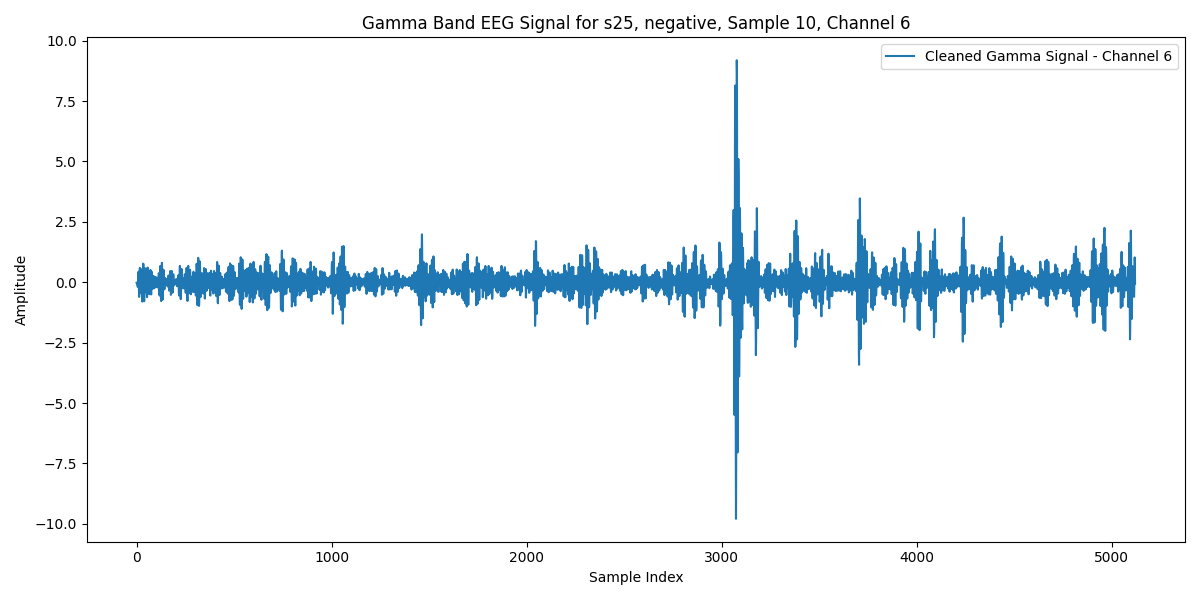 Gamma Band EEG Signal for s25, negative, Sample 10, Channel 6
Cleaned Gamma Signal - Channel 6
Amplitude
10.0
7.5
5.0
2.5
0.0
−2.5
−5.0
−7.5
−10.0
0 1000 2000 3000 4000 5000
Sample Index